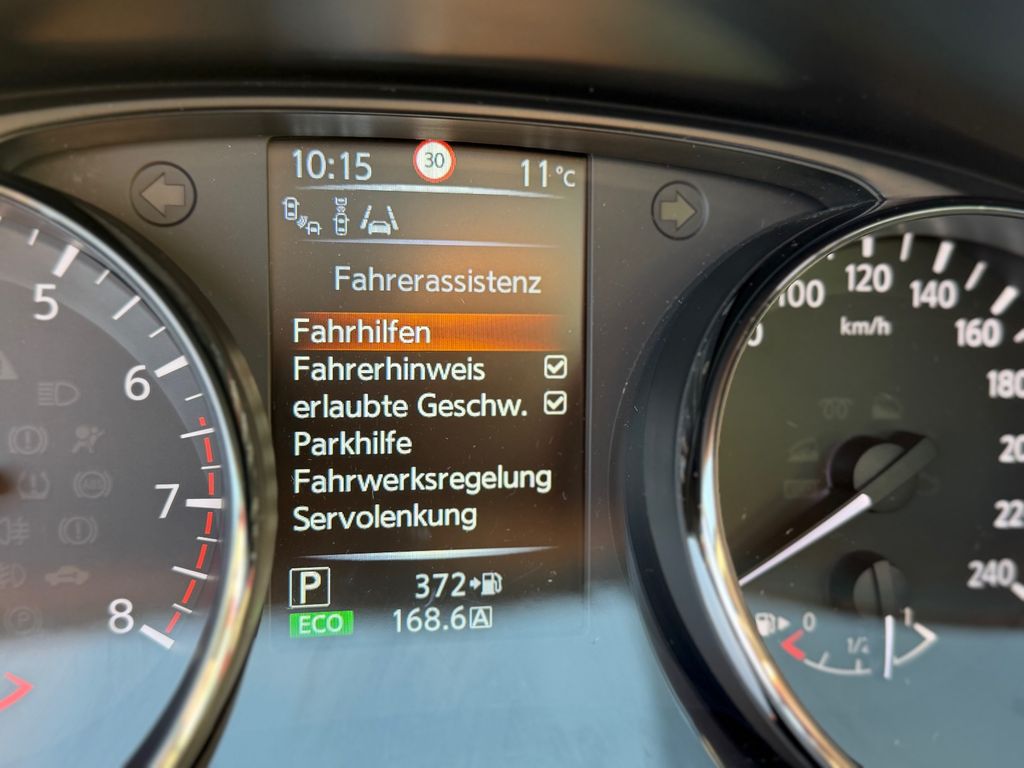 10:15 30 11 °C
Fahrerassistenz
Fahrhilfen
Fahrerhinweis
erlaubte Geschw.
Parkhilfe
Fahrwerksregelung
Servolenkung
P 372
ECO 168.6 A
5
6
7
8
100
120
140
160
km/h
240
0
1/2
1